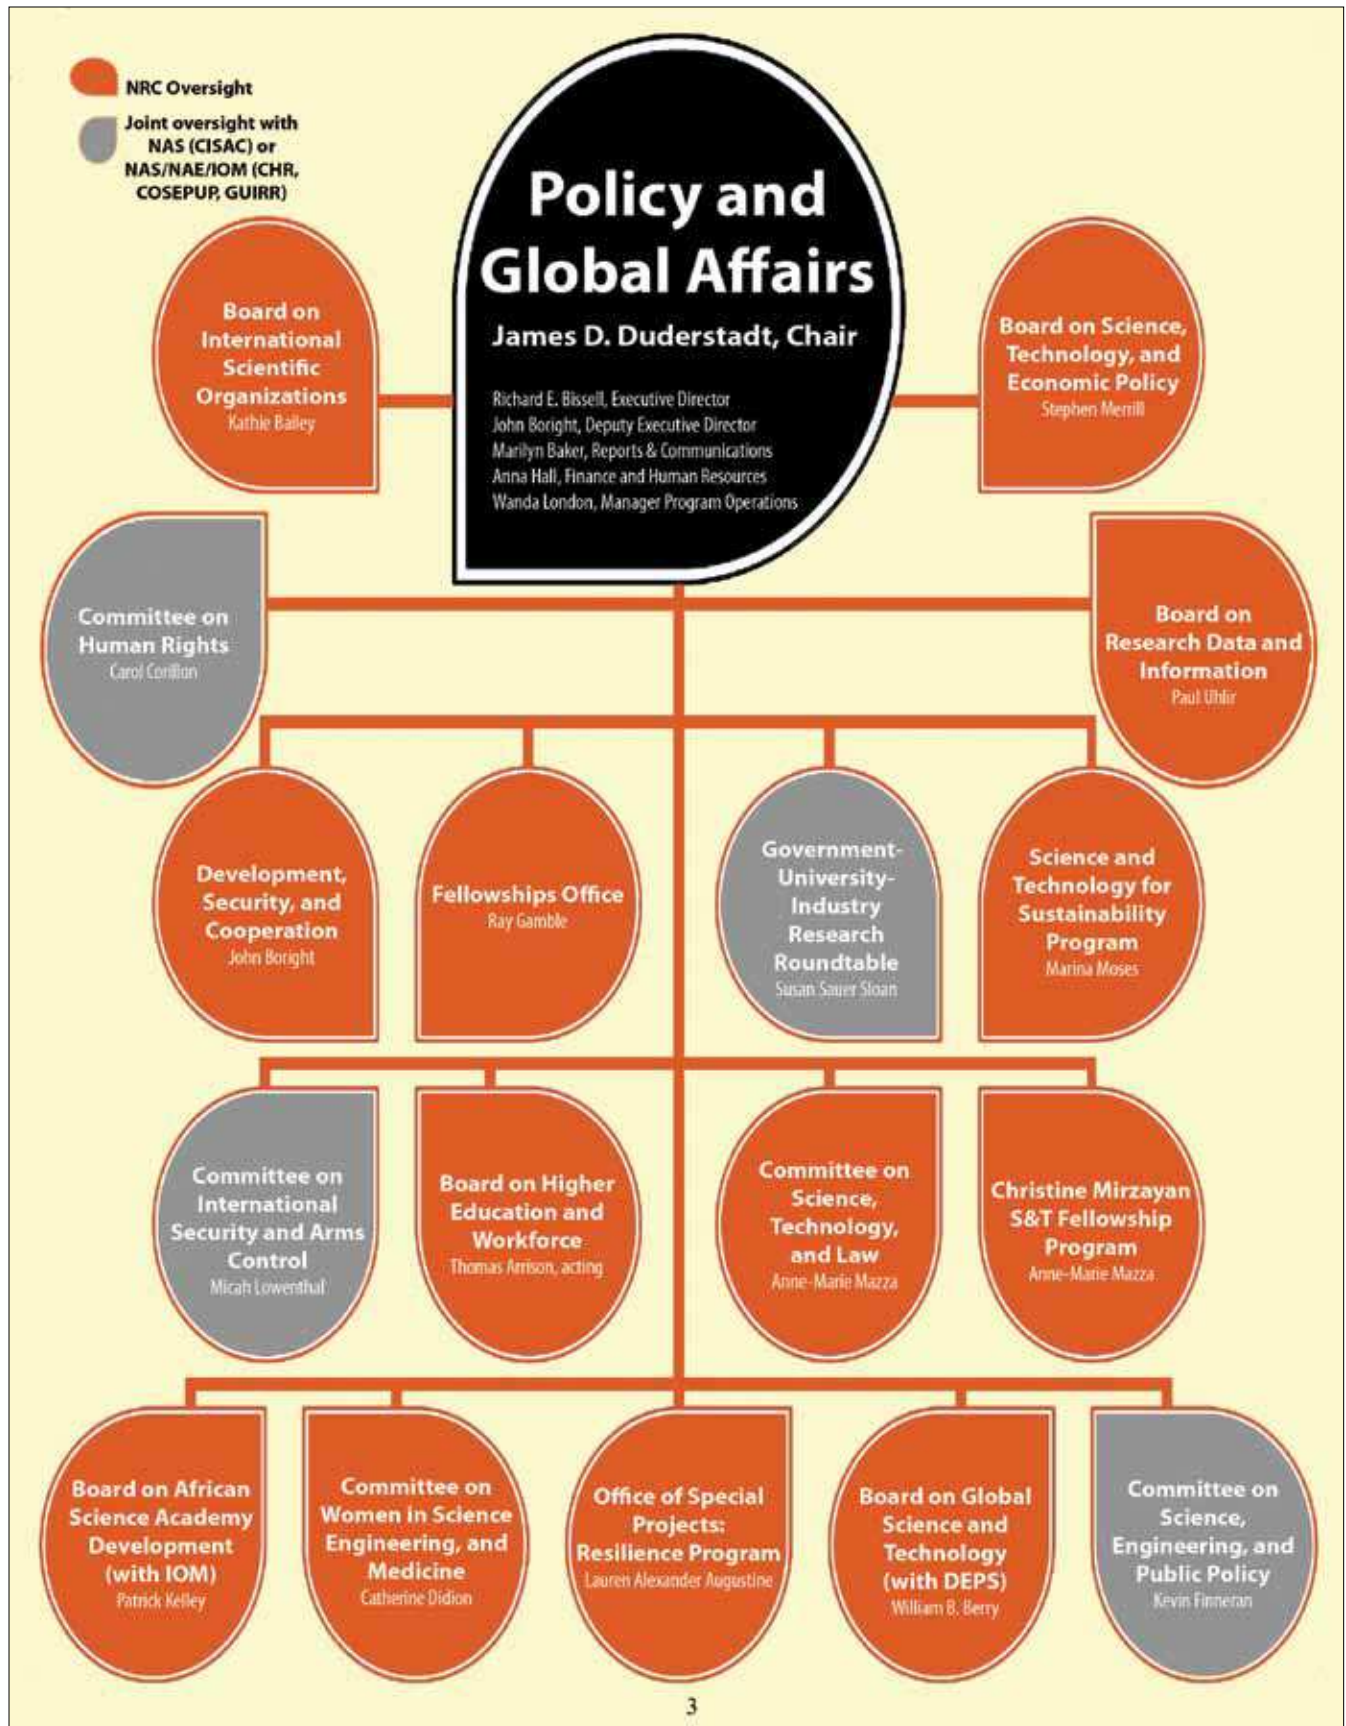 NRC Oversight
Joint oversight with
NAS (CISAC) or
NAS/NAE/IOM (CHR,
COSEPUP, GUIRR)
Policy and
Global Affairs
James D. Duderstadt, Chair
Richard E. Bissell, Executive Director
John Boright, Deputy Executive Director
Marilyn Baker, Reports & Communications
Anna Hall, Finance and Human Resources
Wanda London, Manager Program Operations
Board on
International
Scientific
Organizations
Kathie Bailey
Board on Science,
Technology, and
Economic Policy
Stephen Merrill
Committee on
Human Rights
Carol Corillon
Board on
Research Data and
Information
Paul Uhlir
Development,
Security, and
Cooperation
John Boright
Fellowships Office
Ray Gamble
Government-
University-
Industry
Research
Roundtable
Susan Sauer Sloan
Science and
Technology for
Sustainability
Program
Marina Moses
Committee on
International
Security and Arms
Control
Micah Lowenthal
Board on Higher
Education and
Workforce
Thomas Arrison, acting
Committee on
Science,
Technology,
and Law
Anne-Marie Mazza
Christine Mirzayan
S&T Fellowship
Program
Anne-Marie Mazza
Board on African
Science Academy
Development
(with IOM)
Patrick Kelley
Committee on
Women in Science
Engineering, and
Medicine
Catherine Didion
Office of Special
Projects:
Resilience Program
Lauren Alexander Augustine
Board on Global
Science and
Technology
(with DEPS)
William B. Berry
Committee on
Science,
Engineering, and
Public Policy
Kevin Finneran
3